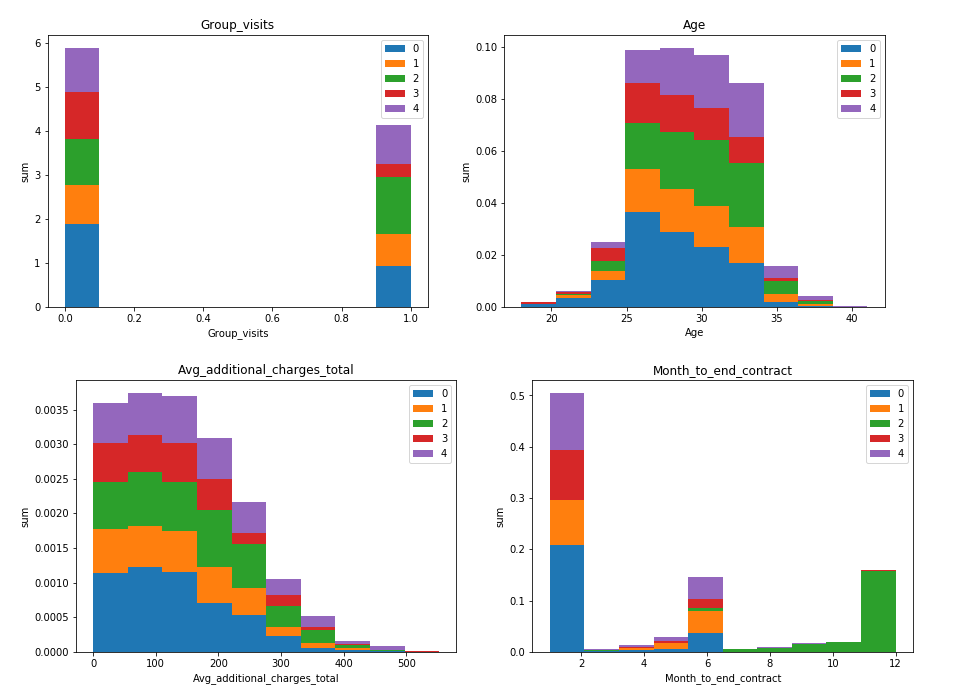 Group_visits
6
5
4
3
2
1
0
sum
0.0 0.2 0.4 0.6 0.8 1.0
Group_visits
0
1
2
3
4
Age
0.10
0.08
0.06
0.04
0.02
0.00
sum
20 25 30 35 40
Age
0
1
2
3
4
Avg_additional_charges_total
0.0035
0.0030
0.0025
0.0020
0.0015
0.0010
0.0005
0.0000
sum
0 100 200 300 400 500
Avg_additional_charges_total
0
1
2
3
4
Month_to_end_contract
0.5
0.4
0.3
0.2
0.1
0.0
sum
2 4 6 8 10 12
Month_to_end_contract
0
1
2
3
4